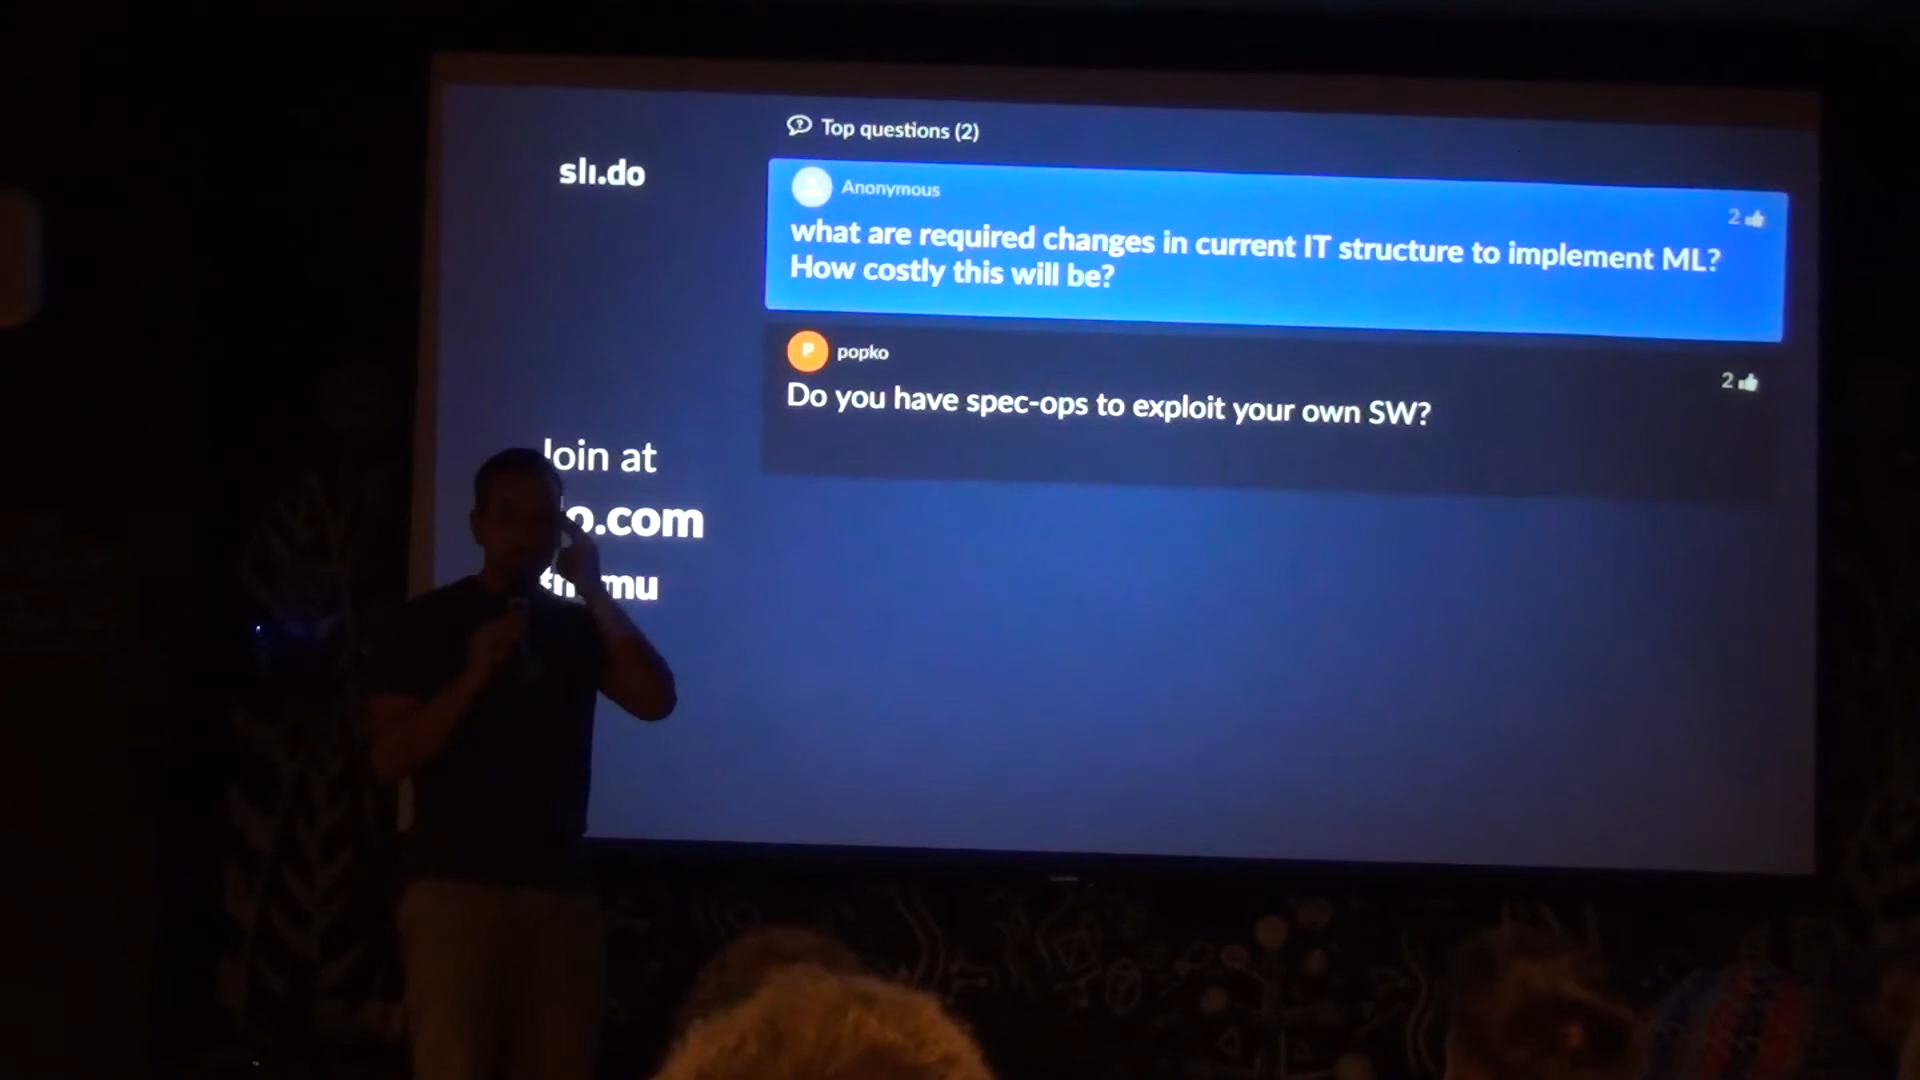 Top questions (2)
slı.do
Anonymous
2
what are required changes in current IT structure to implement ML?
How costly this will be?
P popko
2
Do you have spec-ops to exploit your own SW?
Join at
o.com
mu